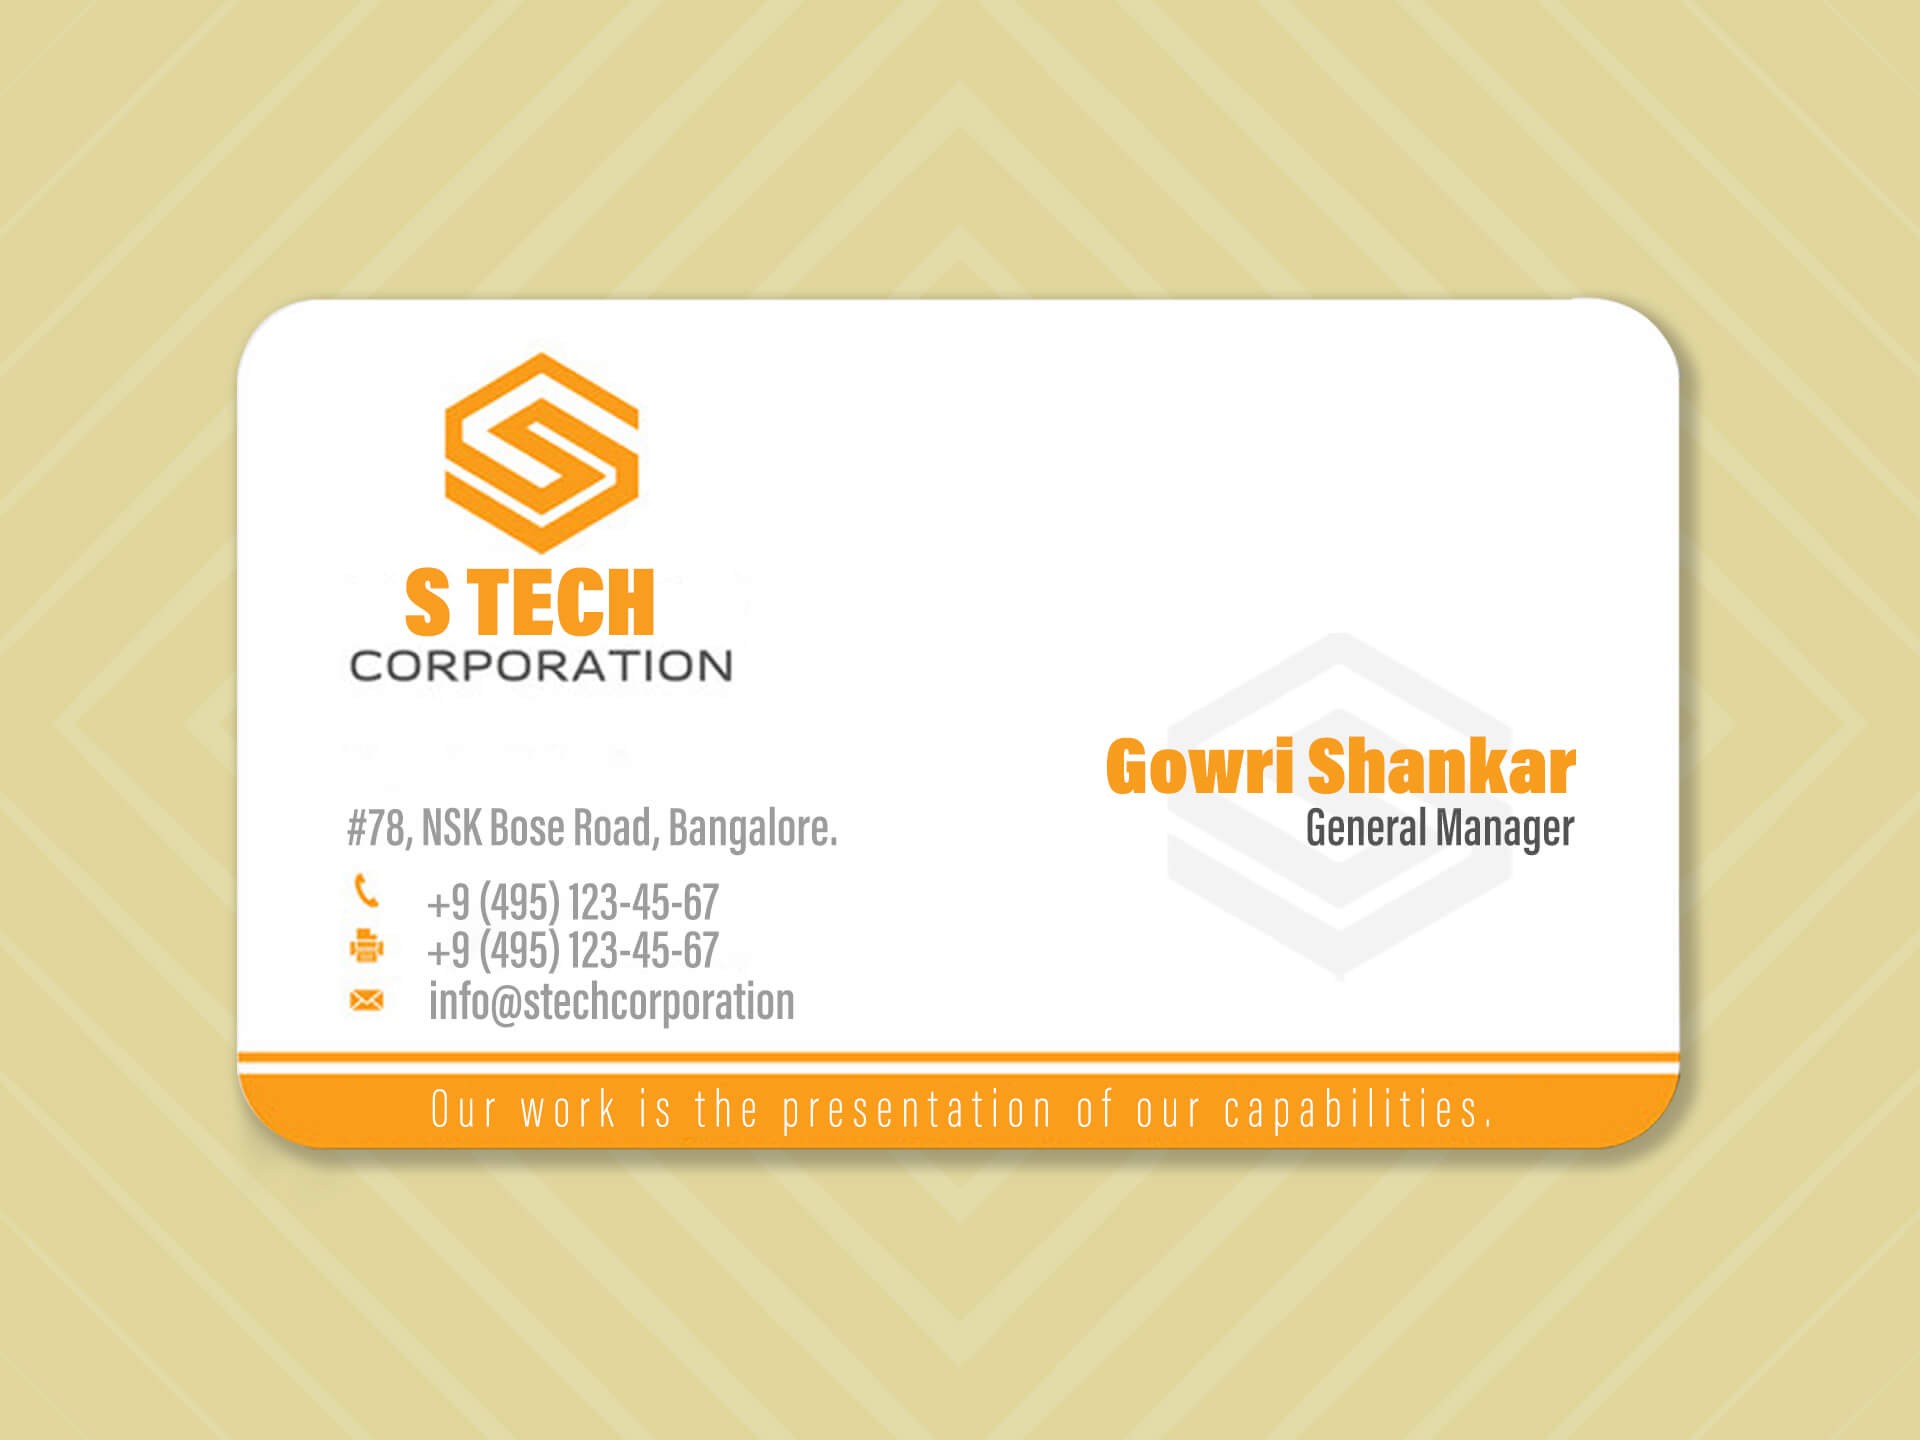 S TECH
CORPORATION
Gowri Shankar
General Manager
#78, NSK Bose Road, Bangalore.
+9 (495) 123-45-67
+9 (495) 123-45-67
info@stechcorporation
Our work is the presentation of our capabilities.